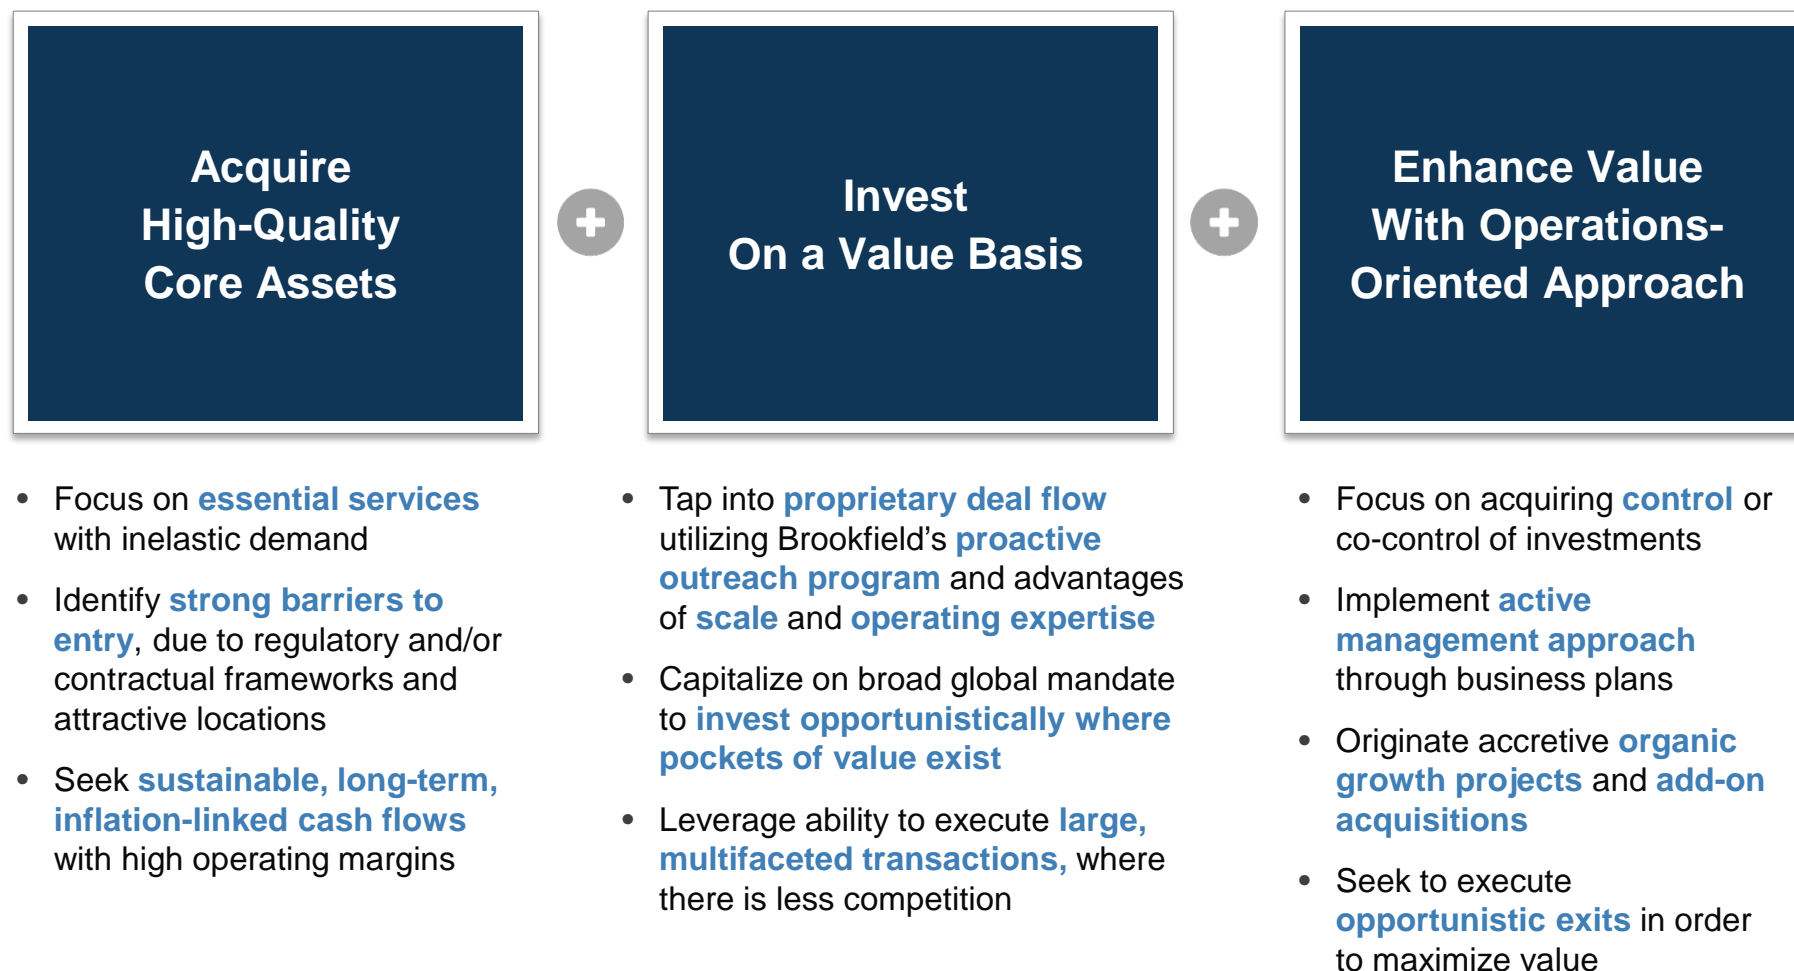 Acquire
High-Quality
Core Assets
Invest
On a Value Basis
Enhance Value
With Operations-
Oriented Approach
• Focus on essential services
with inelastic demand
• Identify strong barriers to
entry, due to regulatory and/or
contractual frameworks and
attractive locations
• Seek sustainable, long-term,
inflation-linked cash flows
with high operating margins
• Tap into proprietary deal flow
utilizing Brookfield’s proactive
outreach program and advantages
of scale and operating expertise
• Capitalize on broad global mandate
to invest opportunistically where
pockets of value exist
• Leverage ability to execute large,
multifaceted transactions, where
there is less competition
• Focus on acquiring control or
co-control of investments
• Implement active
management approach
through business plans
• Originate accretive organic
growth projects and add-on
acquisitions
• Seek to execute
opportunistic exits in order
to maximize value